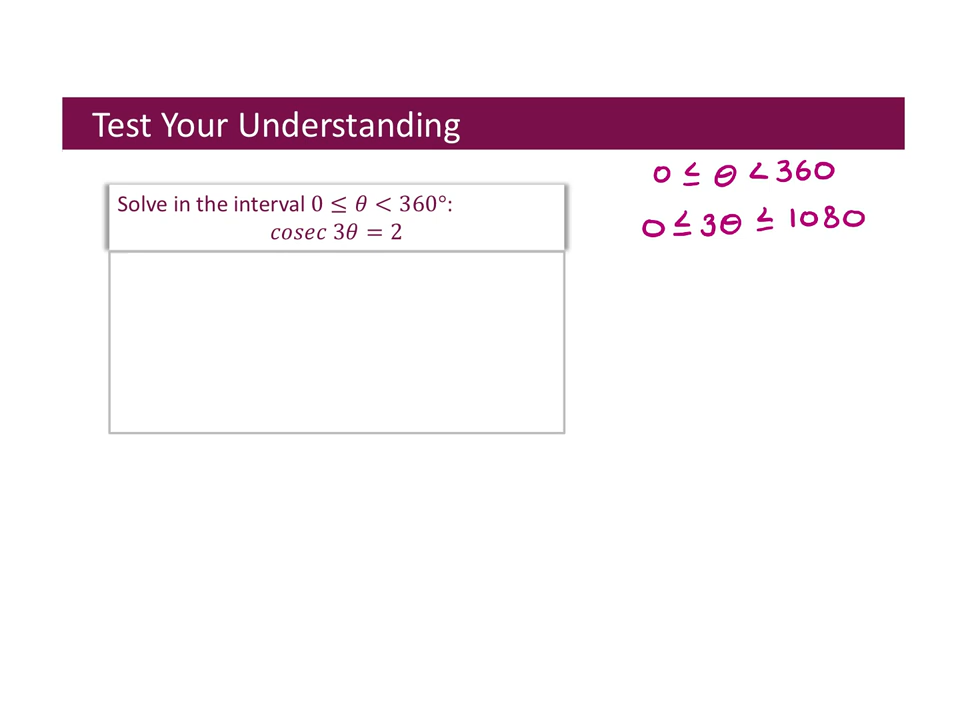 Test Your Understanding
0 ≤ θ < 360
Solve in the interval 0 ≤ θ < 360°:
0 ≤ 3θ ≤ 1080
cosec 3θ = 2